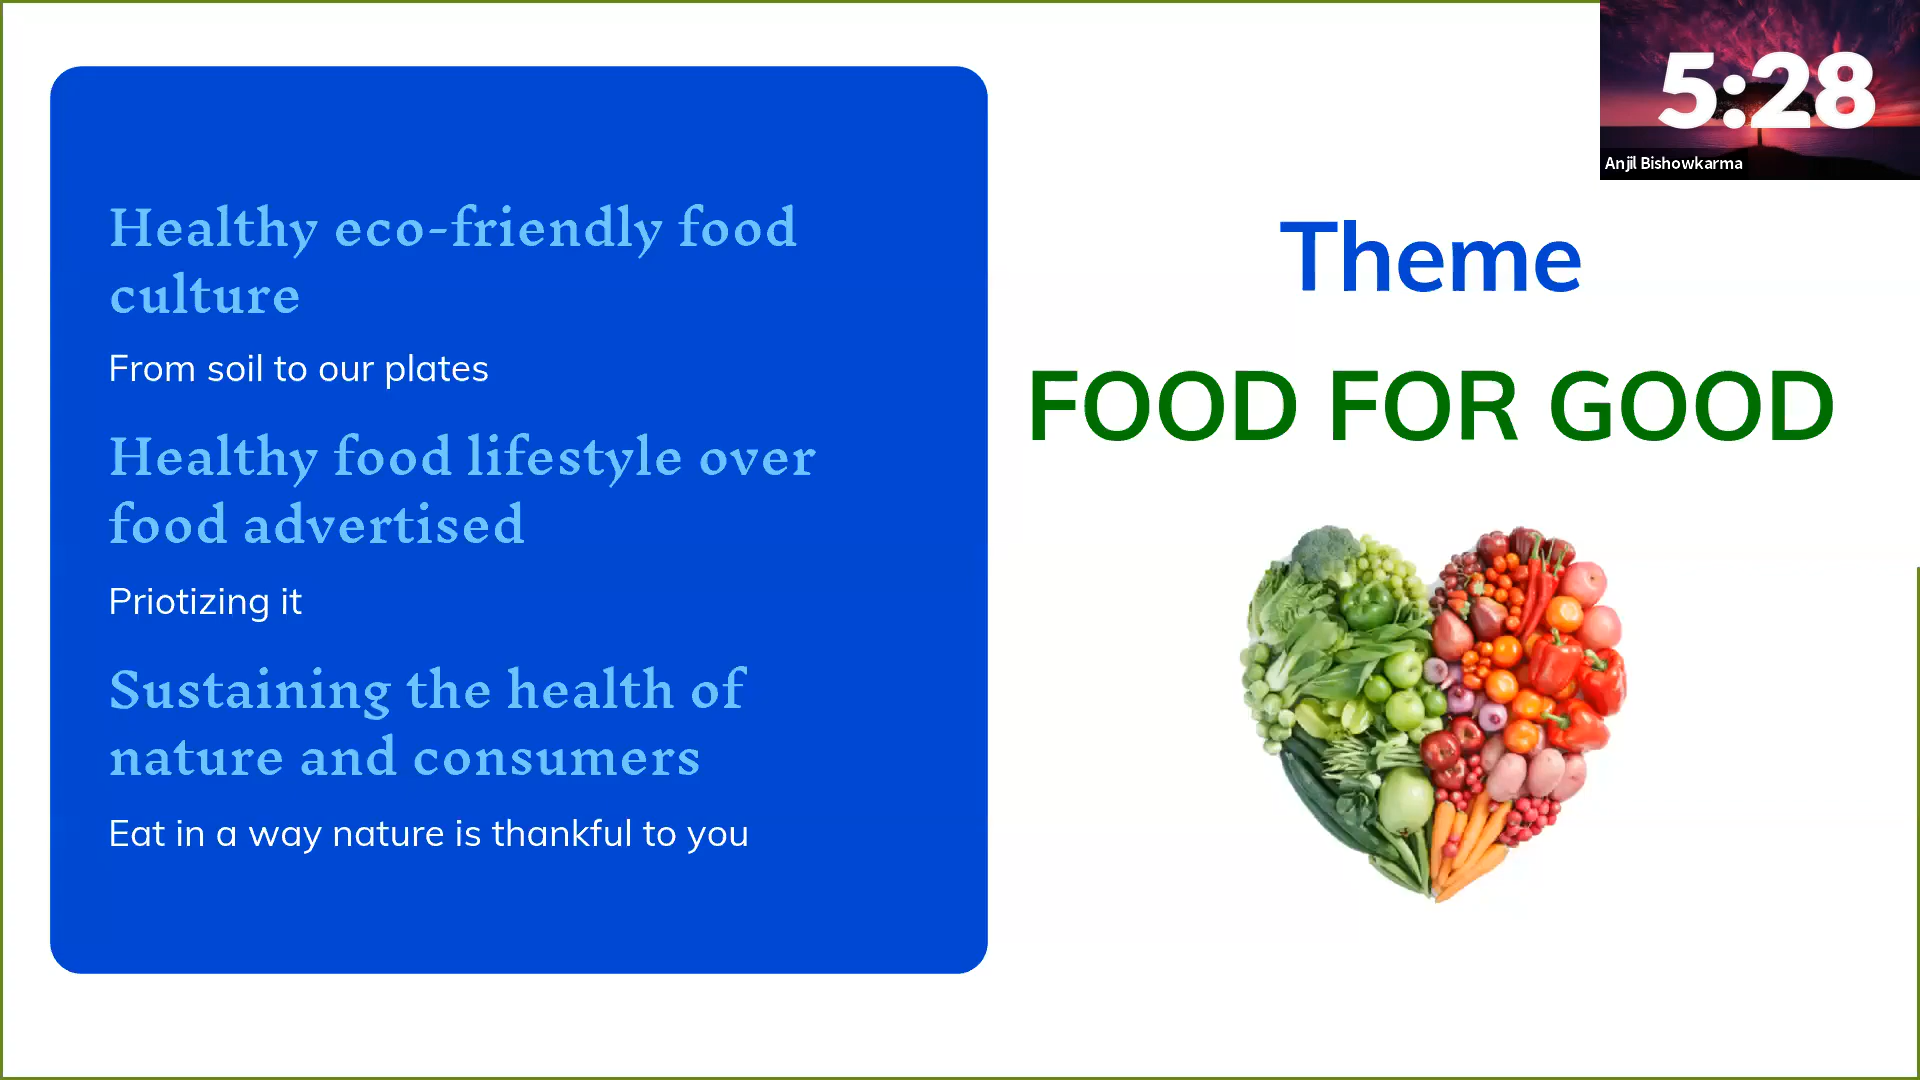 Healthy eco-friendly food
culture
From soil to our plates
Healthy food lifestyle over
food advertised
Priotizing it
Sustaining the health of
nature and consumers
Eat in a way nature is thankful to you
Theme
FOOD FOR GOOD
5:28
Anjil Bishowkarma